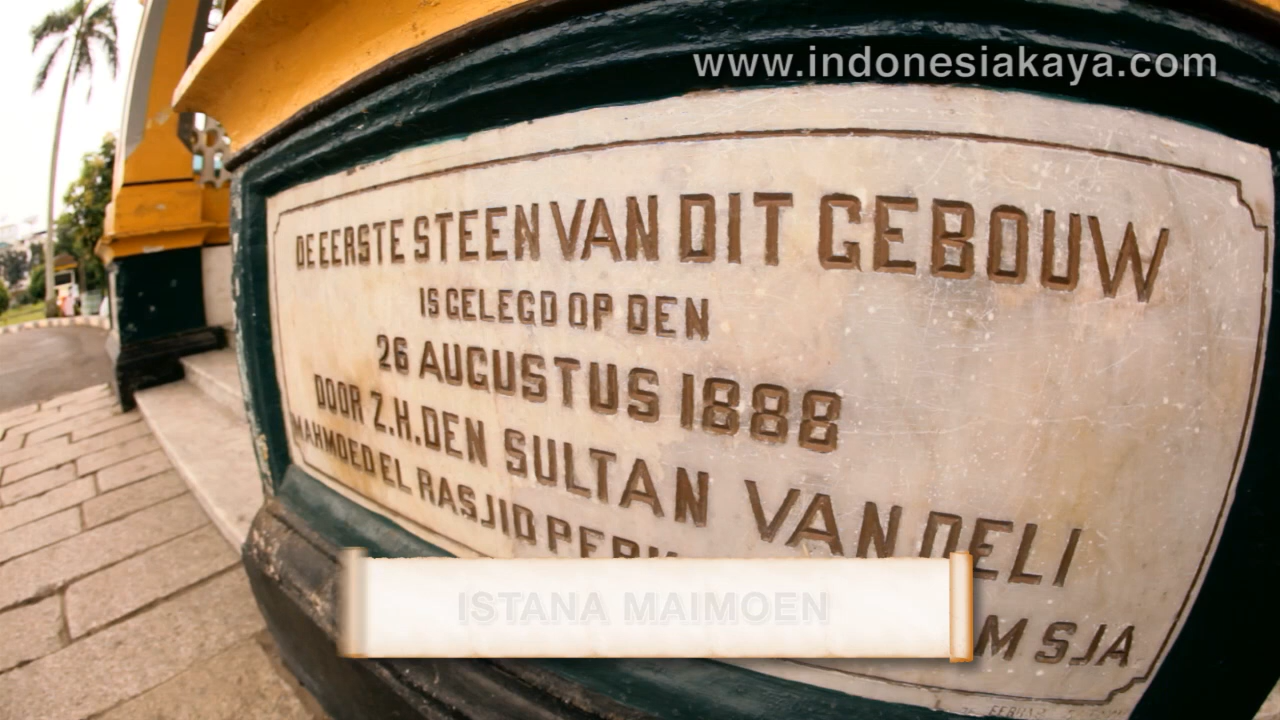 www.indonesiakaya.com
DE EERSTE STEEN VAN DIT GEBOUW
IS GELEGD OP DEN
26 AUGUSTUS 1888
DOOR Z.H. DEN SULTAN VAN DELI
MAHMOED EL RASJID
M SJA
ISTANA MAIMOEN